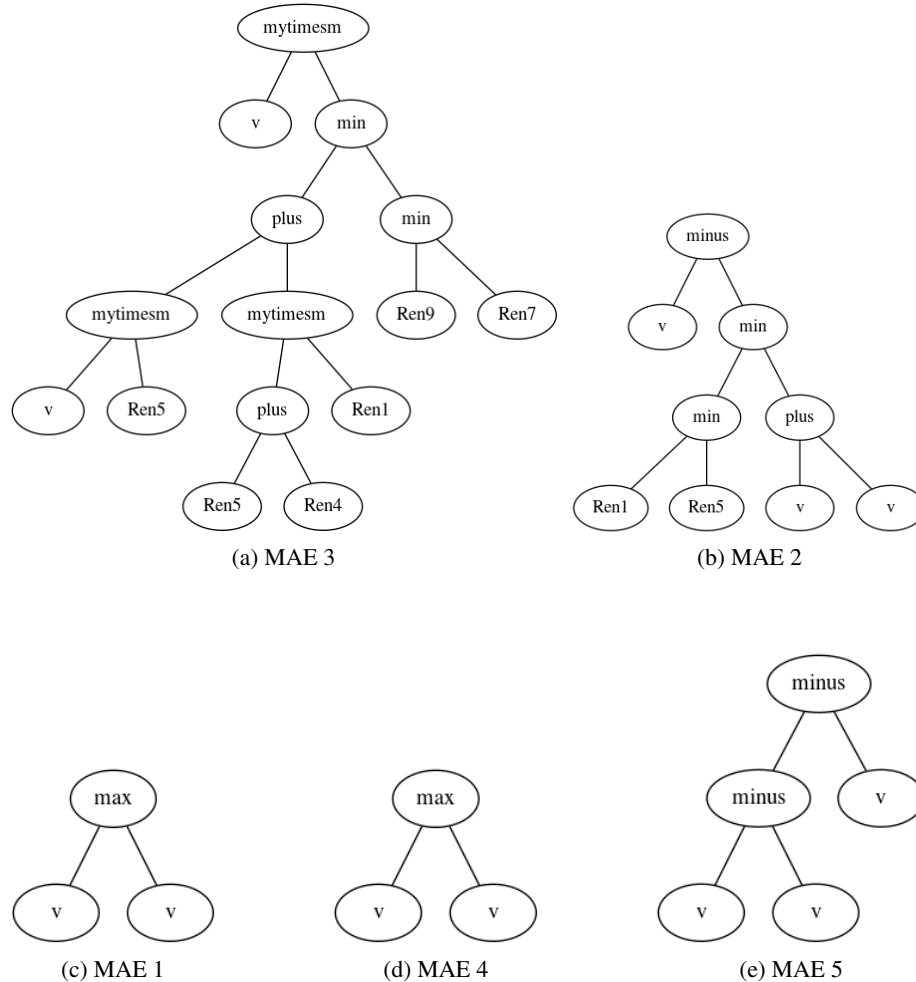 mytimesm
v min
plus min
mytimesm mytimesm Ren9 Ren7
v Ren5 plus Ren1
Ren5 Ren4
(a) MAE 3
minus
v min
min plus
Ren1 Ren5 v v
(b) MAE 2
max
v v
(c) MAE 1
max
v v
(d) MAE 4
minus
minus v
v v
(e) MAE 5